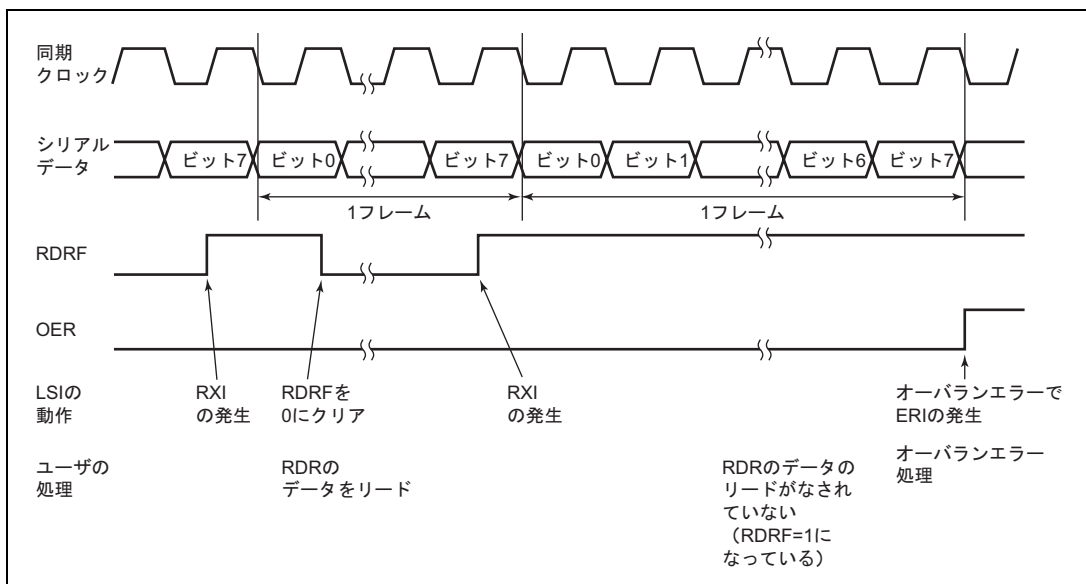 同期
クロック
シリアル
データ
ビット7 ビット0 ビット7 ビット0 ビット1 ビット6 ビット7
1フレーム 1フレーム
RDRF
OER
LSIの
動作
RXI
の発生
RDRFを
0にクリア
RXI
の発生
オーバランエラーで
ERIの発生
ユーザの
処理
RDRの
データをリード
RDRのデータの
リードがなされ
ていない
（RDRF=1に
なっている）
オーバランエラー
処理